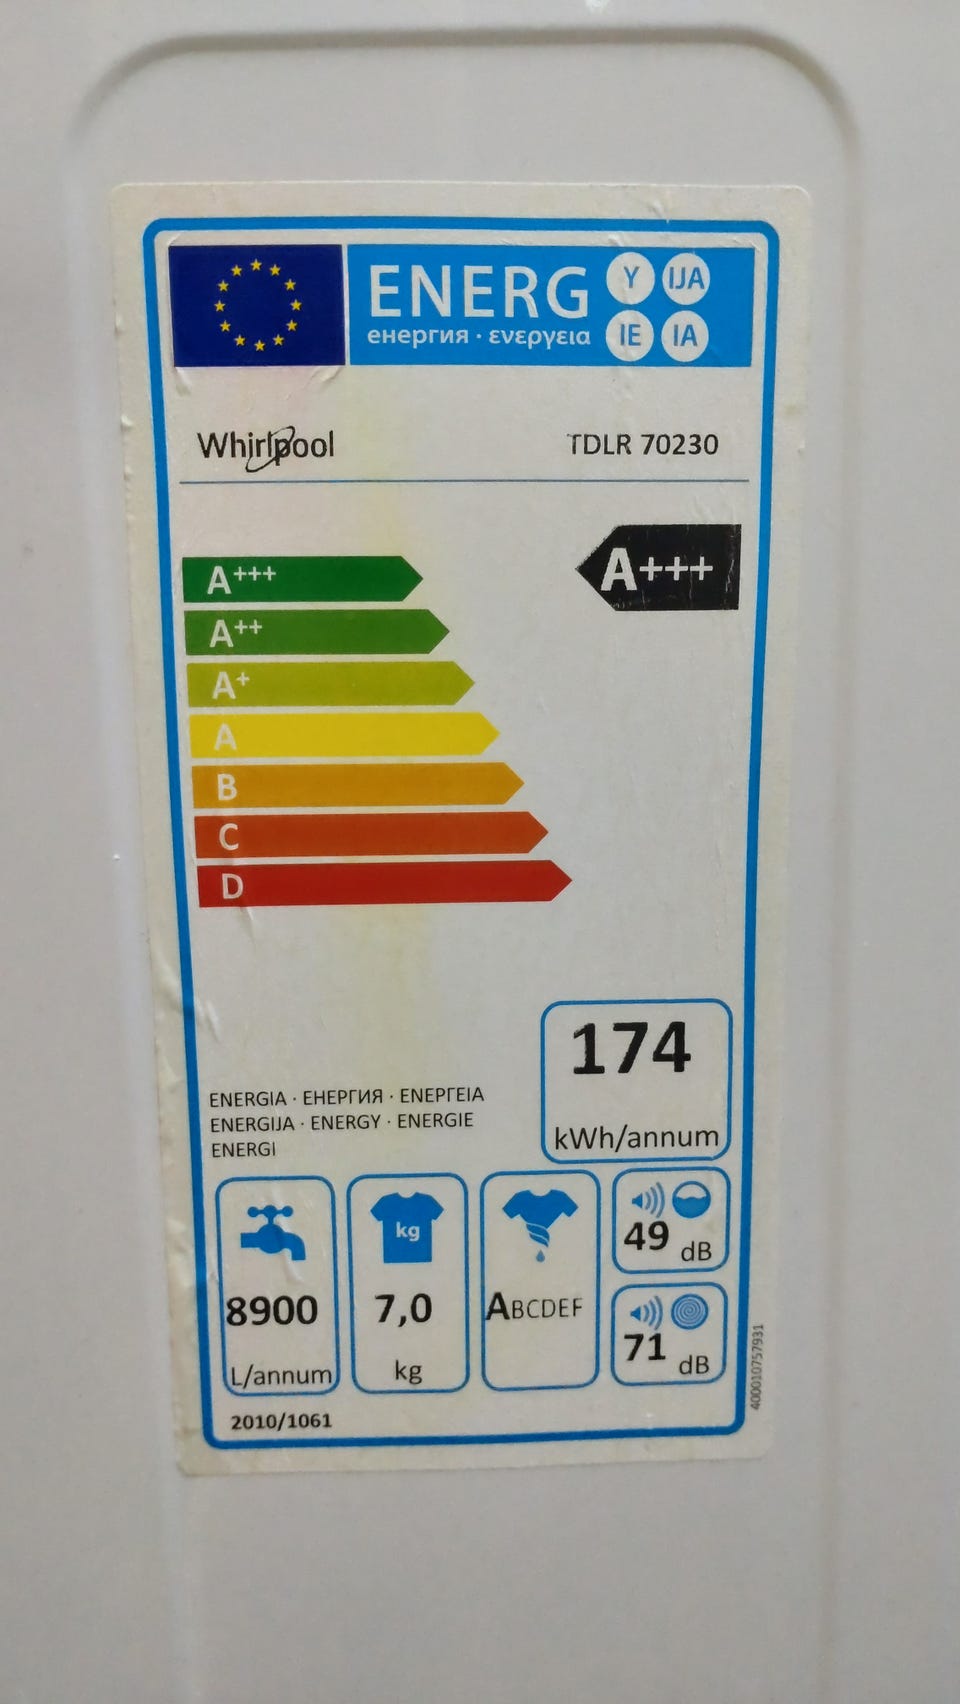 ENERG Y IJA
енергия · ενεργεια IE IA
Whirlpool TDLR 70230
A+++ A+++
A++
A+
A
B
C
D
174
kWh/annum
ENERGIA · ЕНЕРГИЯ · ΕΝΕΡΓΕΙΑ
ENERGIJA · ENERGY · ENERGIE
ENERGI
kg
49 dB
8900 7,0 ABCDEF
71 dB
L/annum kg
2010/1061
400010757931